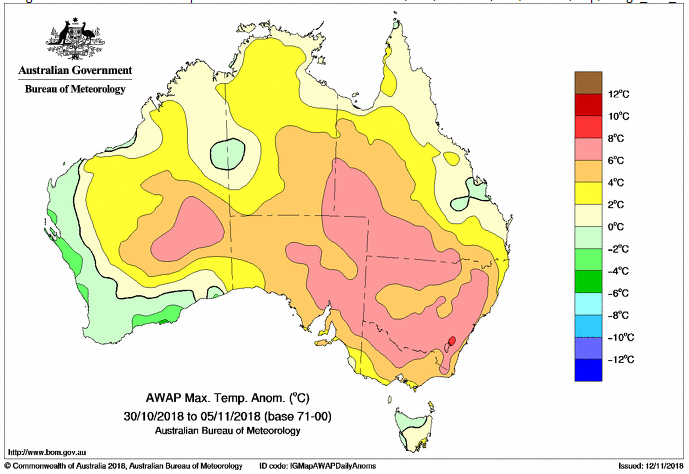 Australian Government
Bureau of Meteorology
12°C
10°C
8°C
6°C
4°C
2°C
0°C
-2°C
-4°C
-6°C
-8°C
-10°C
-12°C
AWAP Max. Temp. Anom. (°C)
30/10/2018 to 05/11/2018 (base 71-00)
Australian Bureau of Meteorology
http://www.bom.gov.au
© Commonwealth of Australia 2018, Australian Bureau of Meteorology ID code: IGMapAWAPDailyAnoms Issued: 12/11/2018